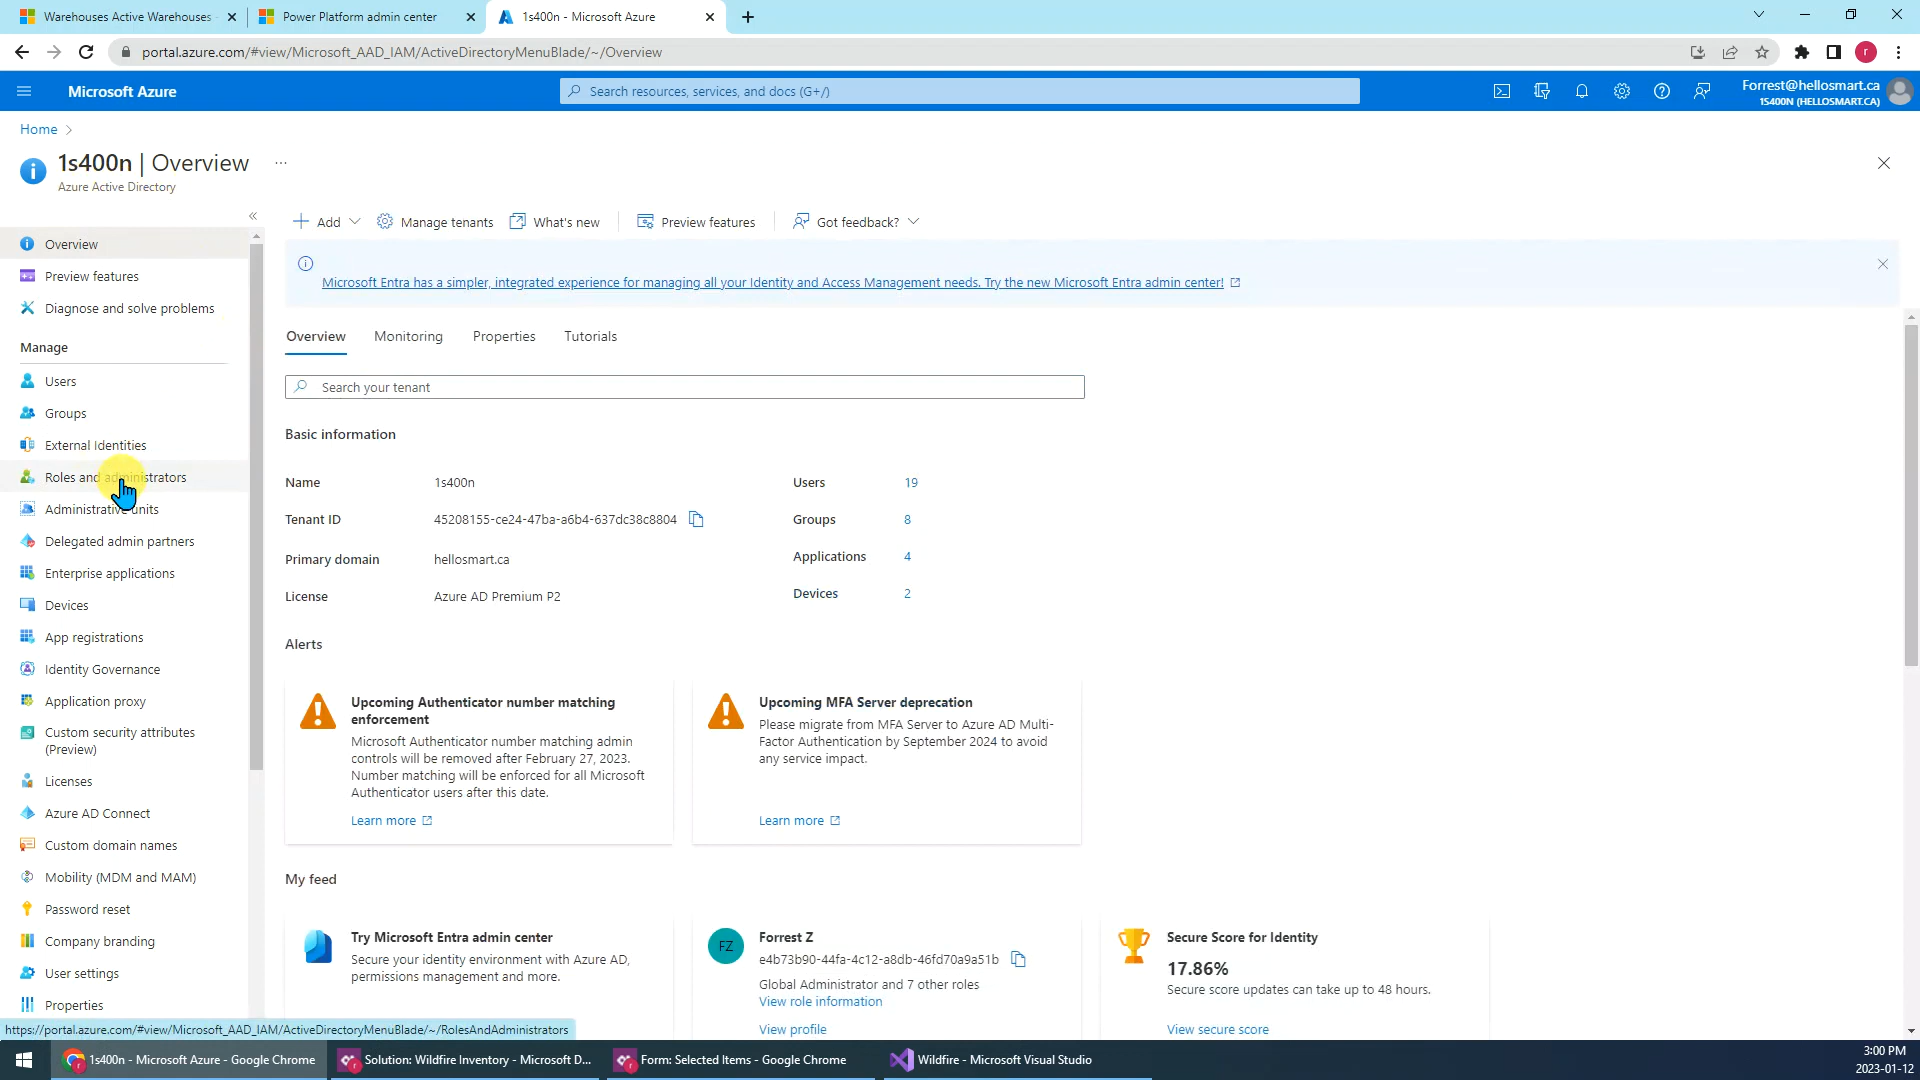 Warehouses Active Warehouses
Power Platform admin center
1s400n - Microsoft Azure
portal.azure.com/#view/Microsoft_AAD_IAM/ActiveDirectoryMenuBlade/~/Overview
r
Microsoft Azure
Search resources, services, and docs (G+/)
Forrest@hellosmart.ca
1S400N (HELLOSMART.CA)
Home
1s400n | Overview
...
Azure Active Directory
Add
Manage tenants
What's new
Preview features
Got feedback?
Overview
Preview features
Diagnose and solve problems
Manage
Users
Groups
External Identities
Roles and administrators
Administrative units
Delegated admin partners
Enterprise applications
Devices
App registrations
Identity Governance
Application proxy
Custom security attributes
(Preview)
Licenses
Azure AD Connect
Custom domain names
Mobility (MDM and MAM)
Password reset
Company branding
User settings
Properties
Microsoft Entra has a simpler, integrated experience for managing all your Identity and Access Management needs. Try the new Microsoft Entra admin center!
Overview
Monitoring
Properties
Tutorials
Search your tenant
Basic information
Name
1s400n
Users
19
Tenant ID
45208155-ce24-47ba-a6b4-637dc38c8804
Groups
8
Primary domain
hellosmart.ca
Applications
4
License
Azure AD Premium P2
Devices
2
Alerts
Upcoming Authenticator number matching
enforcement
Microsoft Authenticator number matching admin
controls will be removed after February 27, 2023.
Number matching will be enforced for all Microsoft
Authenticator users after this date.
Learn more
Upcoming MFA Server deprecation
Please migrate from MFA Server to Azure AD Multi-
Factor Authentication by September 2024 to avoid
any service impact.
Learn more
My feed
Try Microsoft Entra admin center
Secure your identity environment with Azure AD,
permissions management and more.
FZ
Forrest Z
e4b73b90-44fa-4c12-a8db-46fd70a9a51b
Global Administrator and 7 other roles
View role information
View profile
Secure Score for Identity
17.86%
Secure score updates can take up to 48 hours.
View secure score
https://portal.azure.com/#view/Microsoft_AAD_IAM/ActiveDirectoryMenuBlade/~/RolesAndAdministrators
1s400n - Microsoft Azure - Google Chrome
Solution: Wildfire Inventory - Microsoft D...
Form: Selected Items - Google Chrome
Wildfire - Microsoft Visual Studio
3:00 PM
2023-01-12